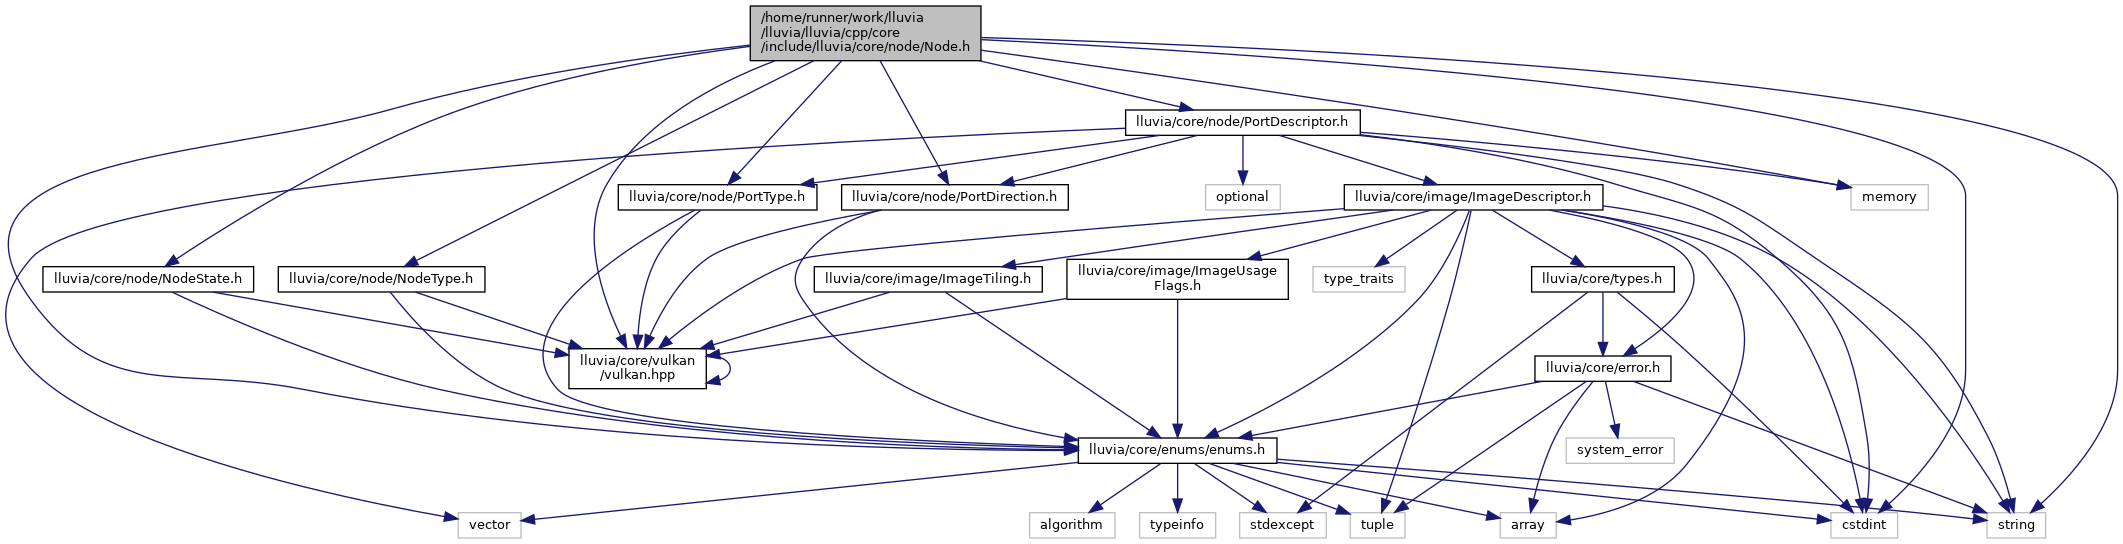 /home/runner/work/lluvia
/lluvia/lluvia/cpp/core
/include/lluvia/core/node/Node.h
lluvia/core/node/PortDescriptor.h
lluvia/core/node/PortType.h
lluvia/core/node/PortDirection.h
optional
lluvia/core/image/ImageDescriptor.h
memory
lluvia/core/node/NodeState.h
lluvia/core/node/NodeType.h
lluvia/core/image/ImageTiling.h
lluvia/core/image/ImageUsage
Flags.h
type_traits
lluvia/core/types.h
lluvia/core/vulkan
/vulkan.hpp
lluvia/core/error.h
lluvia/core/enums/enums.h
system_error
vector
algorithm
typeinfo
stdexcept
tuple
array
cstdint
string